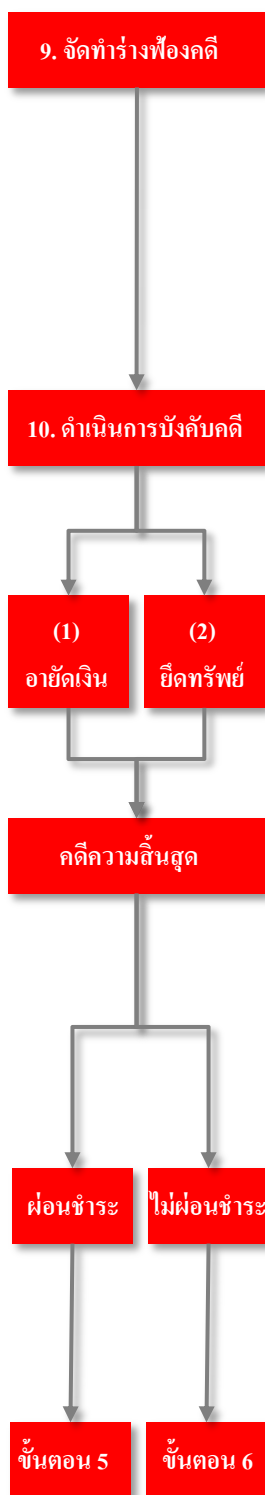 9. จัดทำร่างฟ้องคดี
10. ดำเนินการบังคับคดี
(1)
อายัดเงิน
(2)
ยึดทรัพย์
คดีความสิ้นสุด
ผ่อนชำระ
ไม่ผ่อนชำระ
ขั้นตอน 5
ขั้นตอน 6